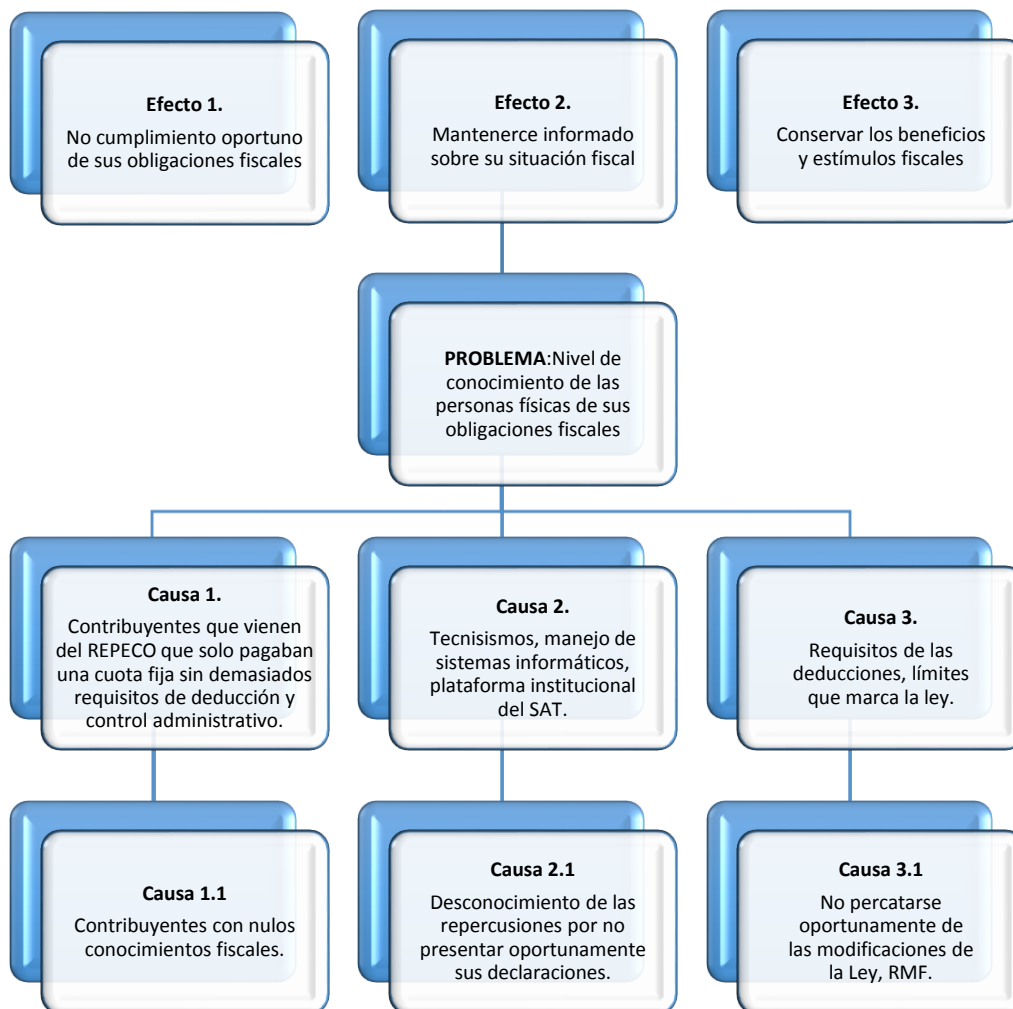 Efecto 1.
No cumplimiento oportuno
de sus obligaciones fiscales
Efecto 2.
Mantenerce informado
sobre su situación fiscal
Efecto 3.
Conservar los beneficios
y estímulos fiscales
PROBLEMA:Nivel de
conocimiento de las
personas físicas de sus
obligaciones fiscales
Causa 1.
Contribuyentes que vienen
del REPECO que solo pagaban
una cuota fija sin demasiados
requisitos de deducción y
control administrativo.
Causa 2.
Tecnisismos, manejo de
sistemas informáticos,
plataforma institucional
del SAT.
Causa 3.
Requisitos de las
deducciones, límites
que marca la ley.
Causa 1.1
Contribuyentes con nulos
conocimientos fiscales.
Causa 2.1
Desconocimiento de las
repercusiones por no
presentar oportunamente
sus declaraciones.
Causa 3.1
No percatarse
oportunamente de
las modificaciones de
la Ley, RMF.